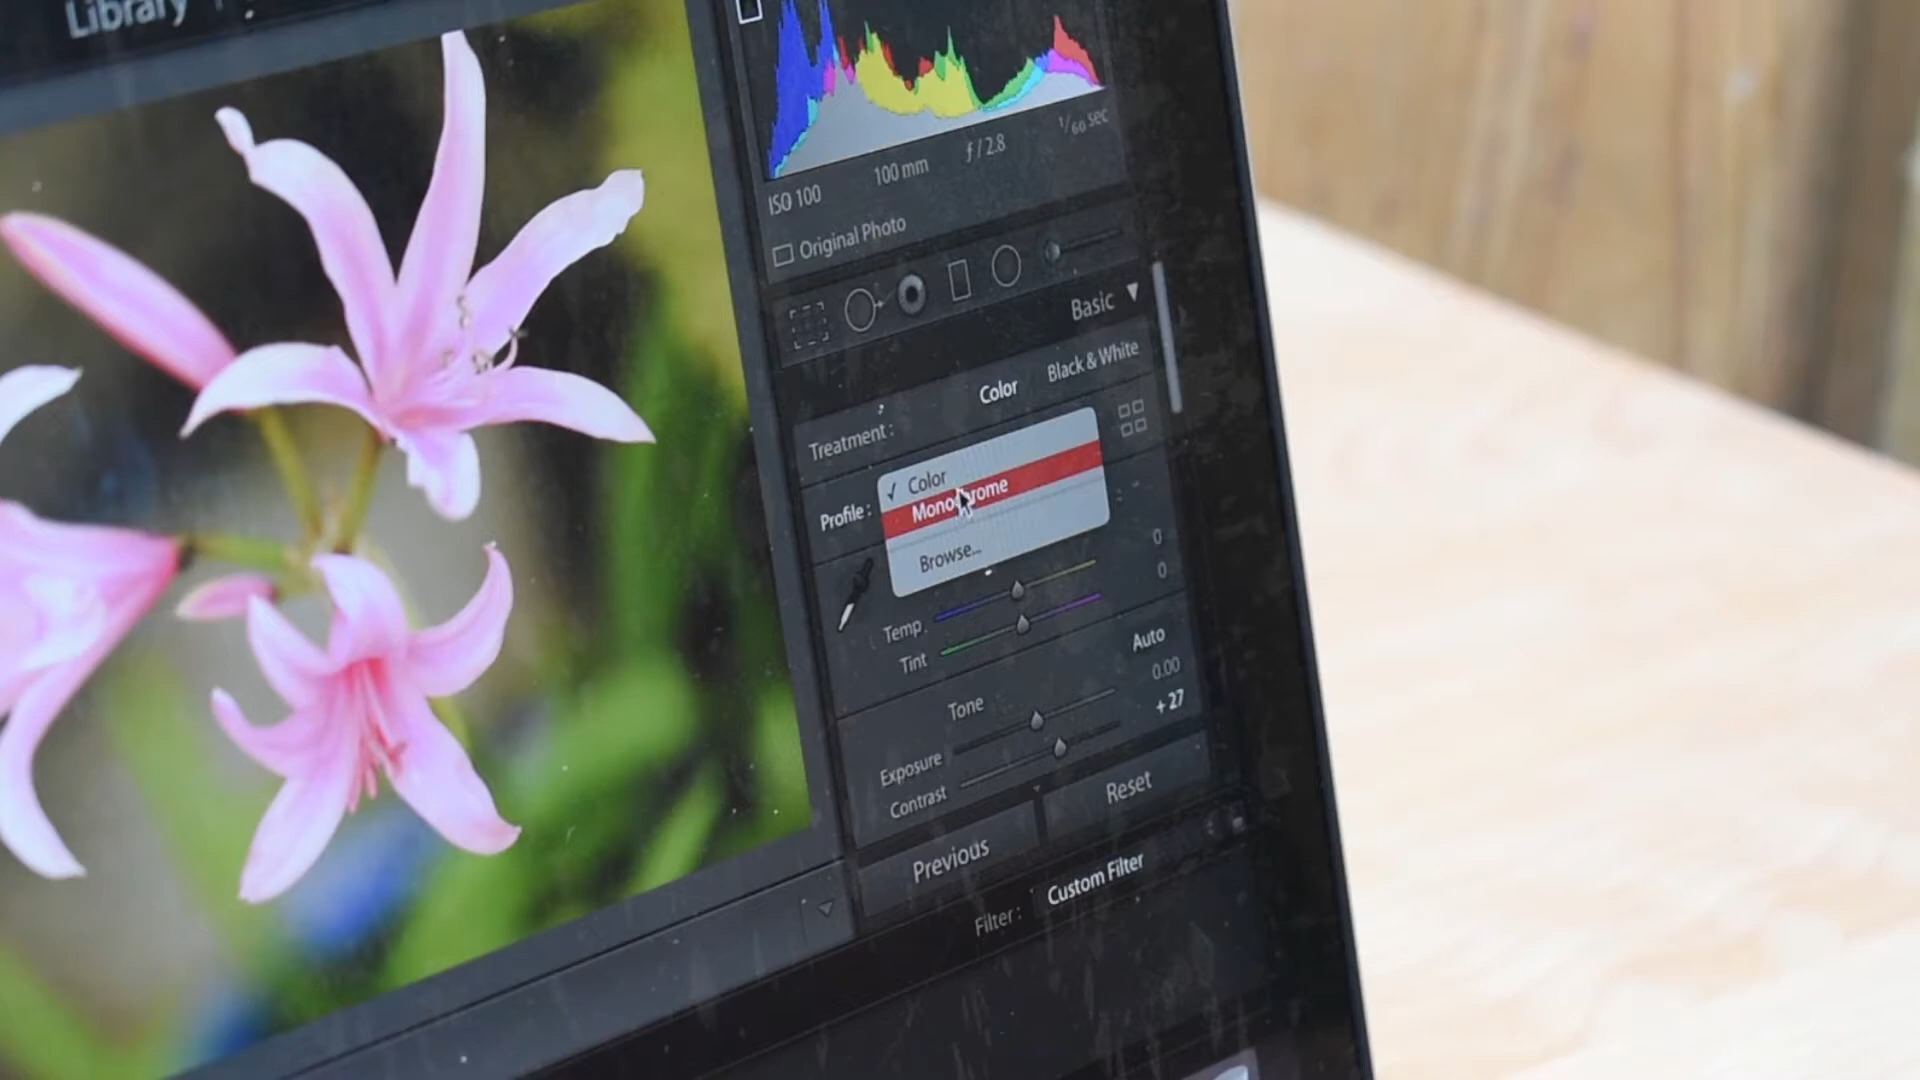 Library
ISO 100 100 mm f / 2.8 1/60 sec
Original Photo
Basic
Treatment : Color Black & White
Profile :
✓ Color
Monochrome
Browse...
Temp 0
Tint 0
Tone Auto
Exposure 0.00
Contrast + 27
Previous Reset
Filter : Custom Filter